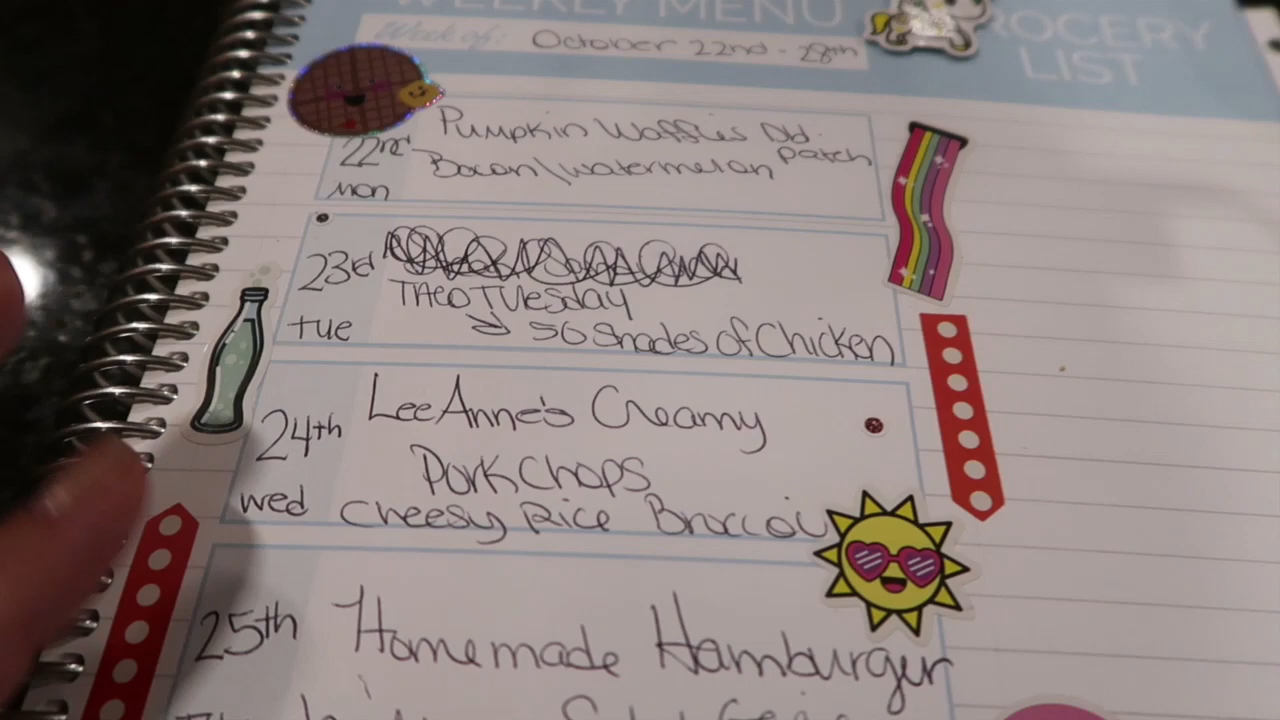 WEEKLY MENU
Week of: October 22nd - 28th
GROCERY
LIST
22nd
Mon
Pumpkin Waffles Old
Patch
Bacon/watermelon
23rd
Tue
TACO TUesday
50 Shades of Chicken
24th
wed
LeeAnne's Creamy
Pork Chops
Cheesy Rice Broccoli
25th
Homemade Hamburger